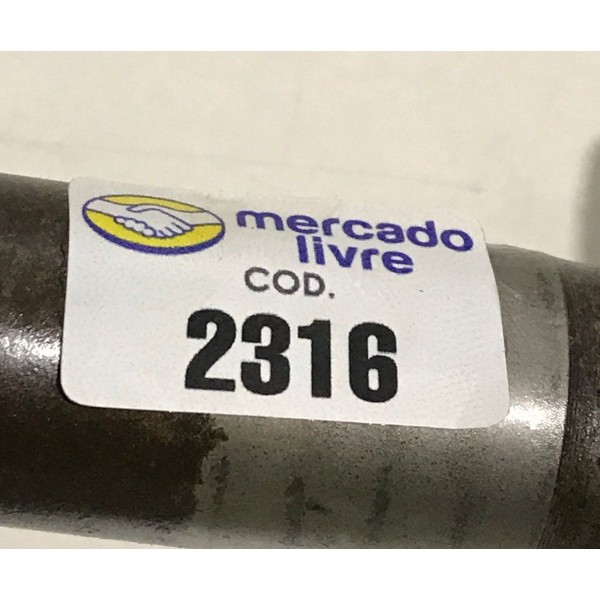 mercado
livre
COD.
2316